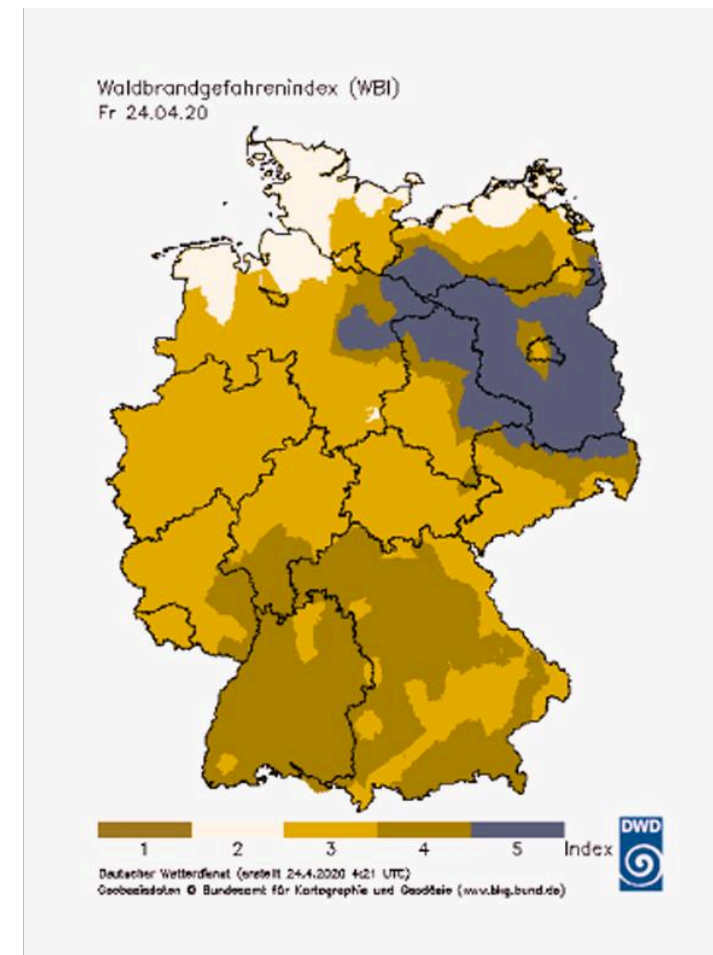 Waldbrandgefahrenindex (WBI)
Fr 24.04.20
1 2 3 4 5 Index
DWD
Deutscher Wetterdienst (erstellt 24.4.2020 4:21 UTC)
Geobasisdaten © Bundesamt für Kartographie und Geodäsie (www.bkg.bund.de)